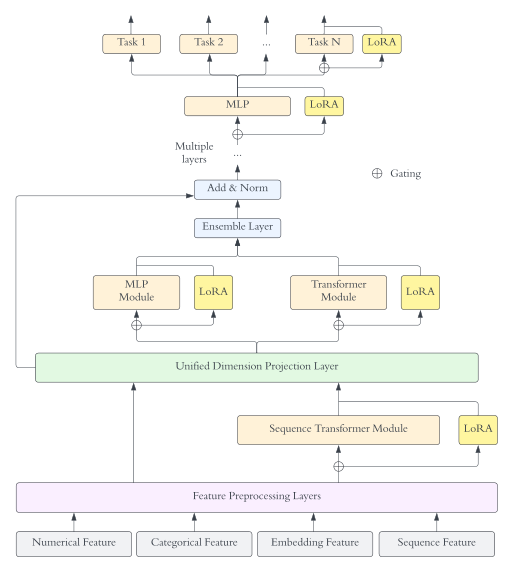 Task 1
Task 2
...
Task N
LoRA
MLP
LoRA
Multiple
layers
...
Gating
Add & Norm
Ensemble Layer
MLP
Module
LoRA
Transformer
Module
LoRA
Unified Dimension Projection Layer
Sequence Transformer Module
LoRA
Feature Preprocessing Layers
Numerical Feature
Categorical Feature
Embedding Feature
Sequence Feature